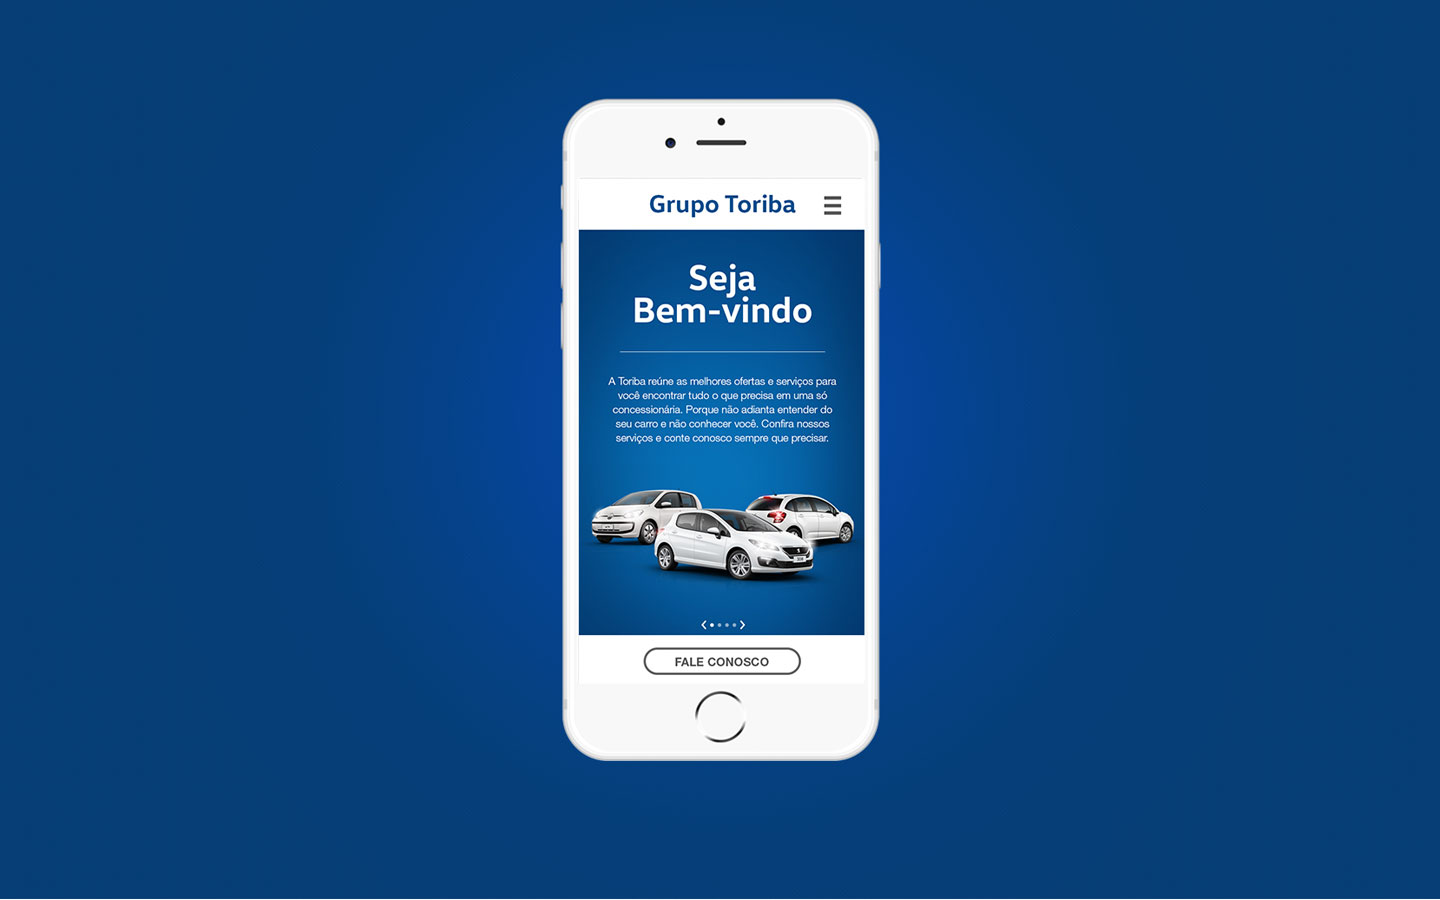 Grupo Toriba
Seja
Bem-vindo
A Toriba reúne as melhores ofertas e serviços para
você encontrar tudo o que precisa em uma só
concessionária. Porque não adianta entender do
seu carro e não conhecer você. Confira nossos
serviços e conte conosco sempre que precisar.
FALE CONOSCO